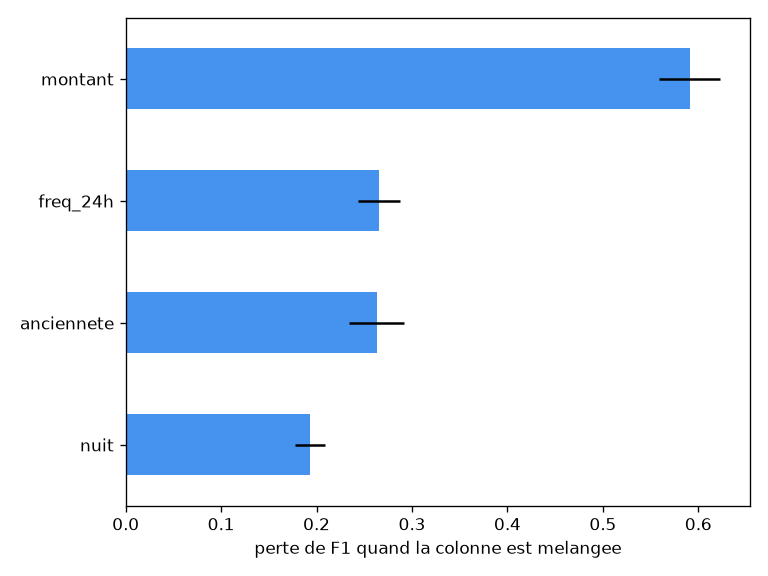 montant
freq_24h
anciennete
nuit
0.0 0.1 0.2 0.3 0.4 0.5 0.6
perte de F1 quand la colonne est melangee